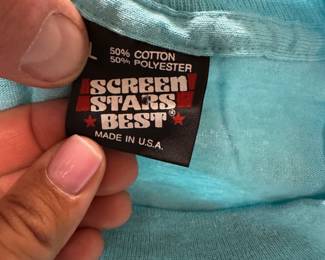 L
50% COTTON
50% POLYESTER
SCREEN
STARS
BEST®
MADE IN U.S.A.